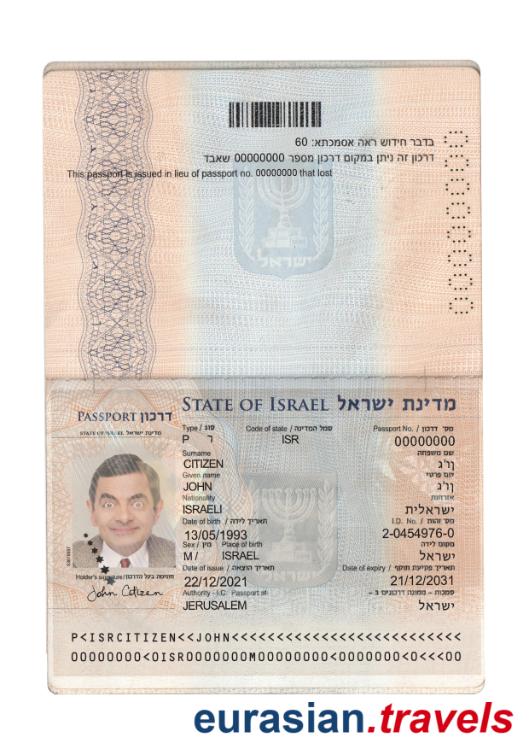 בדבר חידוש ראה אסמכתא: 60
דרכון זה ניתן במקום דרכון מספר 00000000 שאבד
This passport is issued in lieu of passport no. 00000000 that lost
ישראל
PASSPORT דרכון STATE OF ISRAEL מדינת ישראל
STATE OF ISRAEL מדינת ישראל
Type / סוג Code of state / סמל המדינה Passport No. / מס' דרכון
P ר ISR 00000000
Surname שם משפחה
CITIZEN ון'ג
Given name שם פרטי
JOHN ון'ג
Nationality אזרחות
ISRAELI ישראלית
Date of birth / תאריך לידה I.D. No. / מס' זהות
13/05/1993 2-0454976-0
Sex / מין Place of birth מקום לידה
M/ ז ISRAEL ישראל
Date of issue / תאריך הוצאה Date of expiry / תאריך פקיעת תוקף
22/12/2021 21/12/2031
Authority - I.C. Passport at סמכות - ממונה דרכונים ב -
JERUSALEM ישראל
Holder's signature חתימת בעל הדרכון
John Citizen
P<ISRCITIZEN<<JOHN<<<<<<<<<<<<<<<<<<<<<<<<<<
00000000<0ISR0000000M0000000<0000000<0<<<00
eurasian.travels